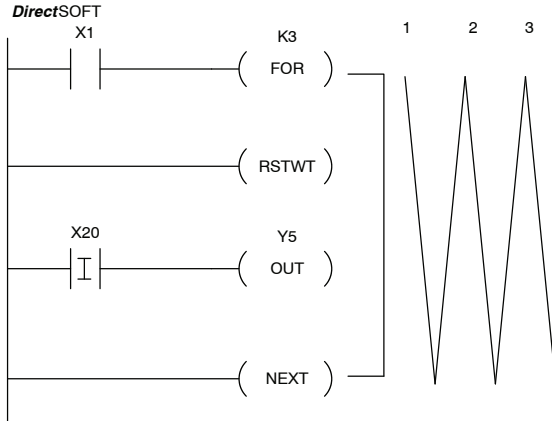 DirectSOFT
X1
K3
FOR
1 2 3
RSTWT
X20
Y5
OUT
NEXT